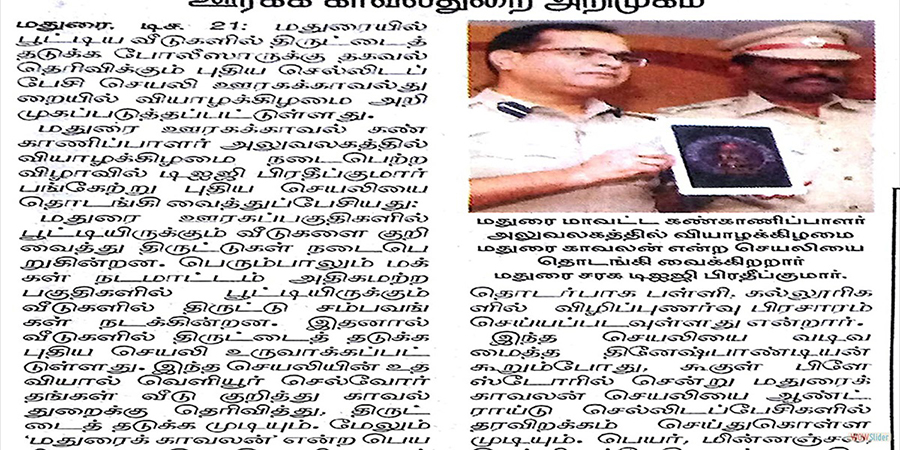 ஊரகக் காவல்துறை அறிமுகம்
மதுரை, டிச. 21: மதுரையில்
பூட்டிய வீடுகளில் திருட்டைத்
தடுக்க போலீஸாருக்கு தகவல்
தெரிவிக்கும் புதிய செல்லிடப்
பேசி செயலி ஊரகக்காவல்து
றையில் வியாழக்கிழமை அறி
முகப்படுத்தப்பட்டுள்ளது.
மதுரை ஊரகக்காவல் கண்
காணிப்பாளர் அலுவலகத்தில்
வியாழக்கிழமை நடைபெற்ற
விழாவில் டிஐஜி பிரதீப்குமார்
பங்கேற்று புதிய செயலியை
தொடங்கி வைத்துப்பேசியது:
மதுரை ஊரகப்பகுதிகளில்
பூட்டியிருக்கும் வீடுகளை குறி
வைத்து திருட்டுகள் நடைபெ
றுகின்றன. பெரும்பாலும் மக்
கள் நடமாட்டம் அதிகமற்ற
பகுதிகளில் பூட்டியிருக்கும்
வீடுகளில் திருட்டு சம்பவங்
கள் நடக்கின்றன. இதனால்
வீடுகளில் திருட்டைத் தடுக்க
புதிய செயலி உருவாக்கப்பட்
டுள்ளது. இந்த செயலியின் உத
வியால் வெளியூர் செல்வோர்
தங்கள் வீடு குறித்து காவல்
துறைக்கு தெரிவித்து, திருட்
டைத் தடுக்க முடியும். மேலும்
'மதுரைக் காவலன்' என்ற பெய
மதுரை மாவட்ட கண்காணிப்பாளர்
அலுவலகத்தில் வியாழக்கிழமை
மதுரை காவலன் என்ற செயலியை
தொடங்கி வைக்கிறார்
மதுரை சரக டிஐஜி பிரதீப்குமார்.
தொடர்பாக பள்ளி, கல்லூரிக
ளில் விழிப்புணர்வு பிரசாரம்
செய்யப்படவுள்ளது என்றார்.
இந்த செயலியை வடிவ
மைத்த தினேஷ்பாண்டியன்
கூறும்போது, கூகுள் பிளே
ஸ்டோரில் சென்று மதுரைக்
காவலன் செயலியை ஆண்ட்
ராய்டு செல்லிடப்பேசிகளில்
தரவிறக்கம் செய்துகொள்ள
முடியும். பெயர், மின்னஞ்சல்,
WOWSlider